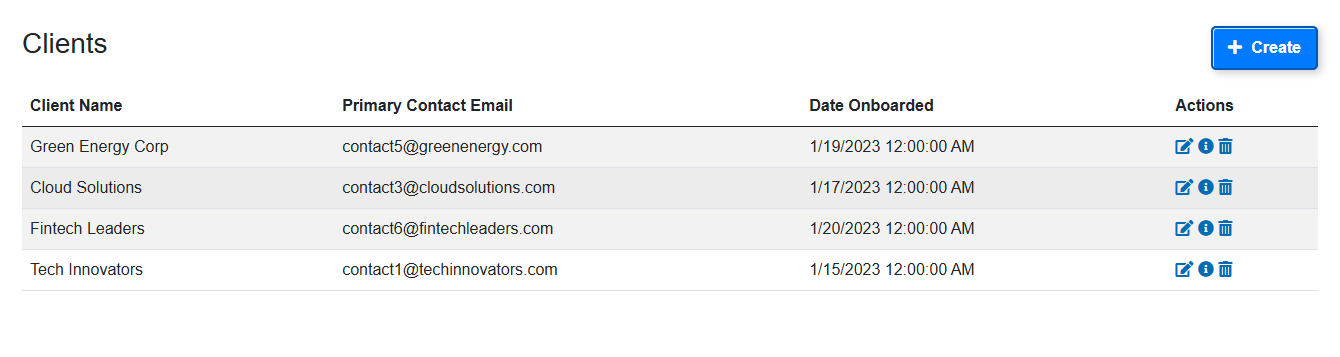 Clients
Create
Client Name Primary Contact Email Date Onboarded Actions
Green Energy Corp contact5@greenenergy.com 1/19/2023 12:00:00 AM
Cloud Solutions contact3@cloudsolutions.com 1/17/2023 12:00:00 AM
Fintech Leaders contact6@fintechleaders.com 1/20/2023 12:00:00 AM
Tech Innovators contact1@techinnovators.com 1/15/2023 12:00:00 AM